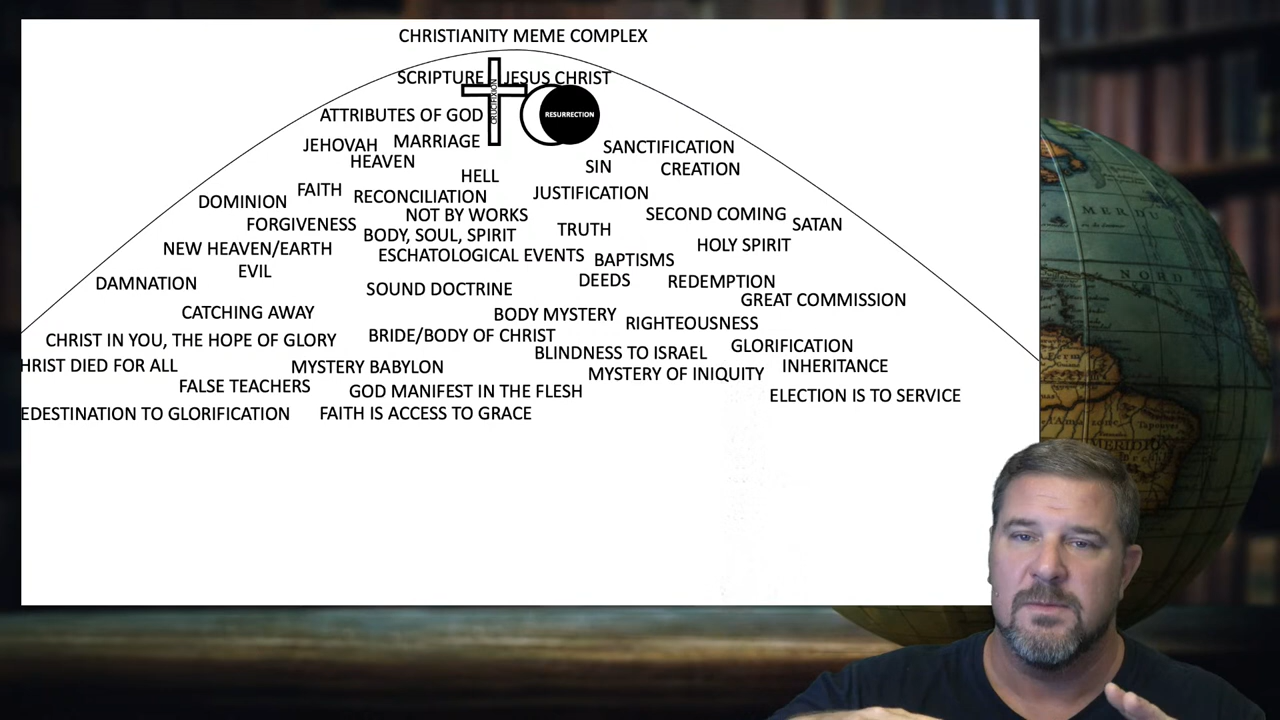 CHRISTIANITY MEME COMPLEX
SCRIPTURE
JESUS CHRIST
CRUCIFIXION
RESURRECTION
ATTRIBUTES OF GOD
JEHOVAH
MARRIAGE
SANCTIFICATION
HEAVEN
SIN
CREATION
HELL
FAITH
RECONCILIATION
JUSTIFICATION
DOMINION
NOT BY WORKS
SECOND COMING
FORGIVENESS
TRUTH
SATAN
BODY, SOUL, SPIRIT
NEW HEAVEN/EARTH
HOLY SPIRIT
ESCHATOLOGICAL EVENTS
BAPTISMS
EVIL
DAMNATION
DEEDS
REDEMPTION
SOUND DOCTRINE
GREAT COMMISSION
CATCHING AWAY
BODY MYSTERY
RIGHTEOUSNESS
CHRIST IN YOU, THE HOPE OF GLORY
BRIDE/BODY OF CHRIST
GLORIFICATION
BLINDNESS TO ISRAEL
HRIST DIED FOR ALL
MYSTERY BABYLON
INHERITANCE
MYSTERY OF INIQUITY
FALSE TEACHERS
GOD MANIFEST IN THE FLESH
ELECTION IS TO SERVICE
EDESTINATION TO GLORIFICATION
FAITH IS ACCESS TO GRACE
MER DU
NORD
MERIDIO